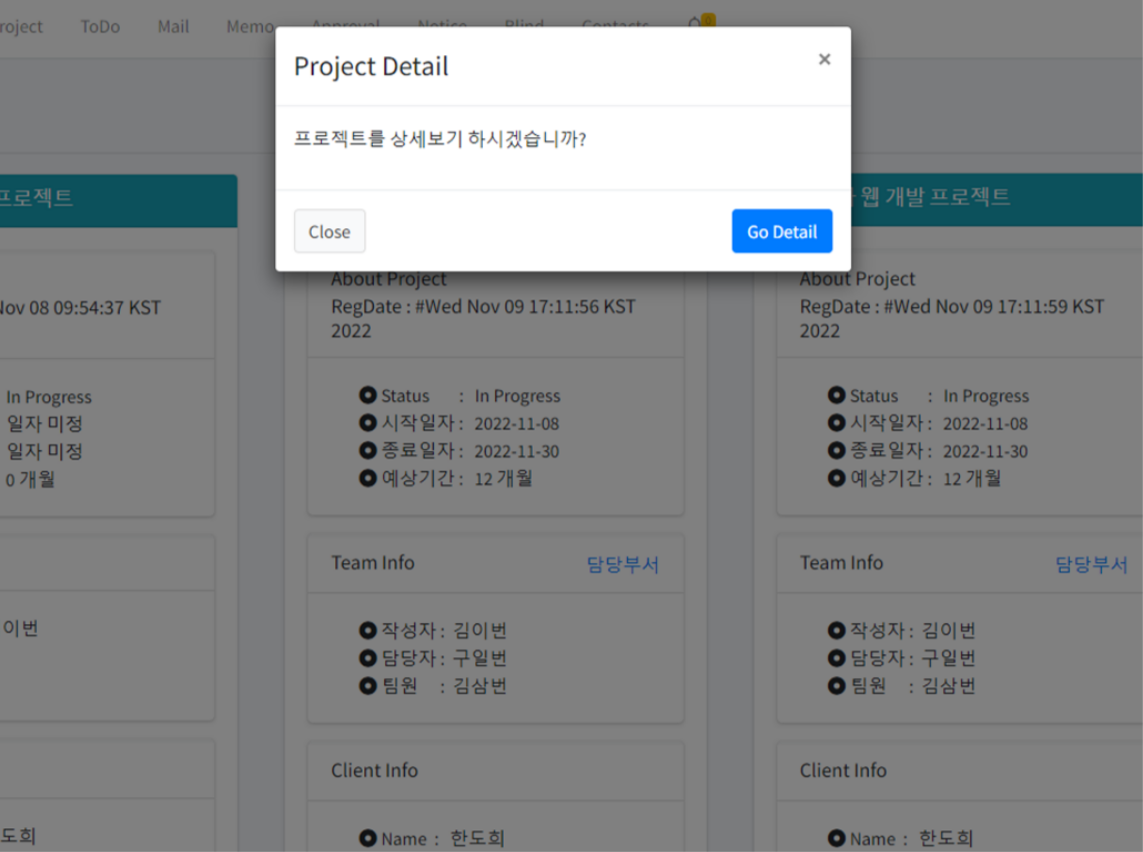 roject ToDo Mail Memo Approval Notice Blind Contacts 0
Project Detail ×
프로젝트를 상세보기 하시겠습니까?
Close Go Detail
프로젝트
Nov 08 09:54:37 KST
In Progress
일자 미정
일자 미정
0 개월
이번
도희
About Project
RegDate : #Wed Nov 09 17:11:56 KST
2022
Status : In Progress
시작일자 : 2022-11-08
종료일자 : 2022-11-30
예상기간 : 12 개월
Team Info 담당부서
작성자 : 김이번
담당자 : 구일번
팀원 : 김삼번
Client Info
Name : 한도희
웹 개발 프로젝트
About Project
RegDate : #Wed Nov 09 17:11:59 KST
2022
Status : In Progress
시작일자 : 2022-11-08
종료일자 : 2022-11-30
예상기간 : 12 개월
Team Info 담당부서
작성자 : 김이번
담당자 : 구일번
팀원 : 김삼번
Client Info
Name : 한도희